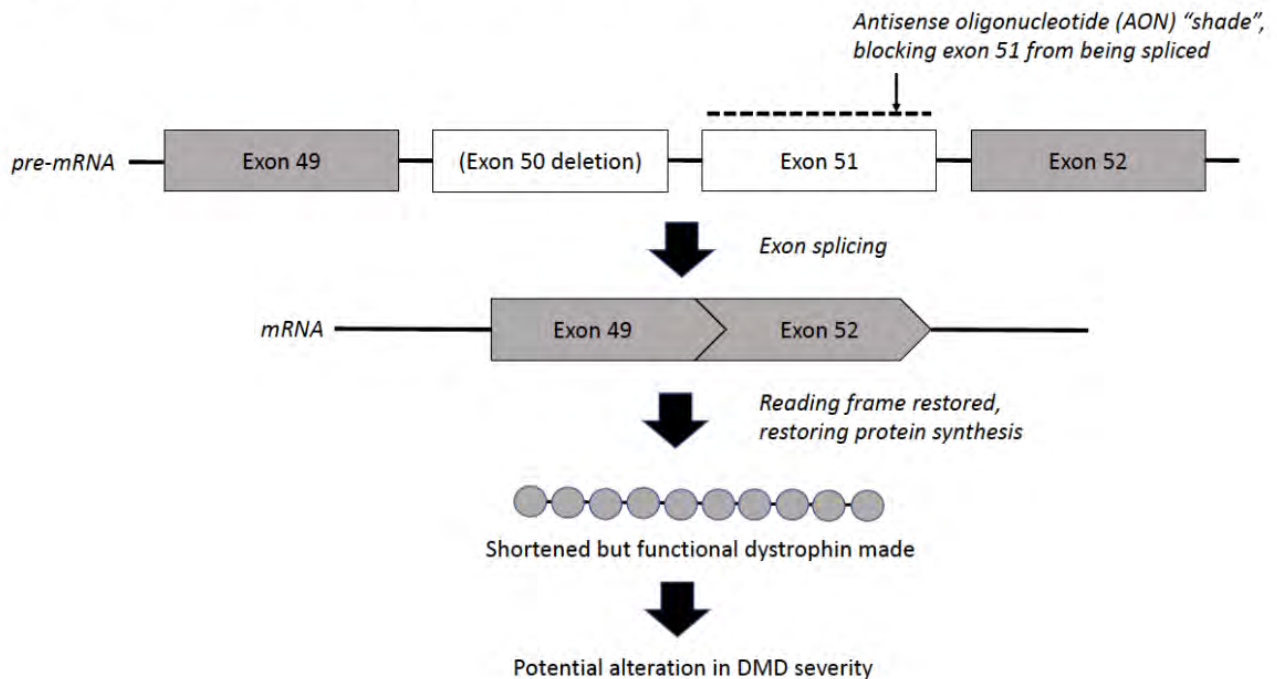 Antisense oligonucleotide (AON) “shade”,
blocking exon 51 from being spliced
pre-mRNA
Exon 49
(Exon 50 deletion)
Exon 51
Exon 52
Exon splicing
mRNA
Exon 49
Exon 52
Reading frame restored,
restoring protein synthesis
Shortened but functional dystrophin made
Potential alteration in DMD severity